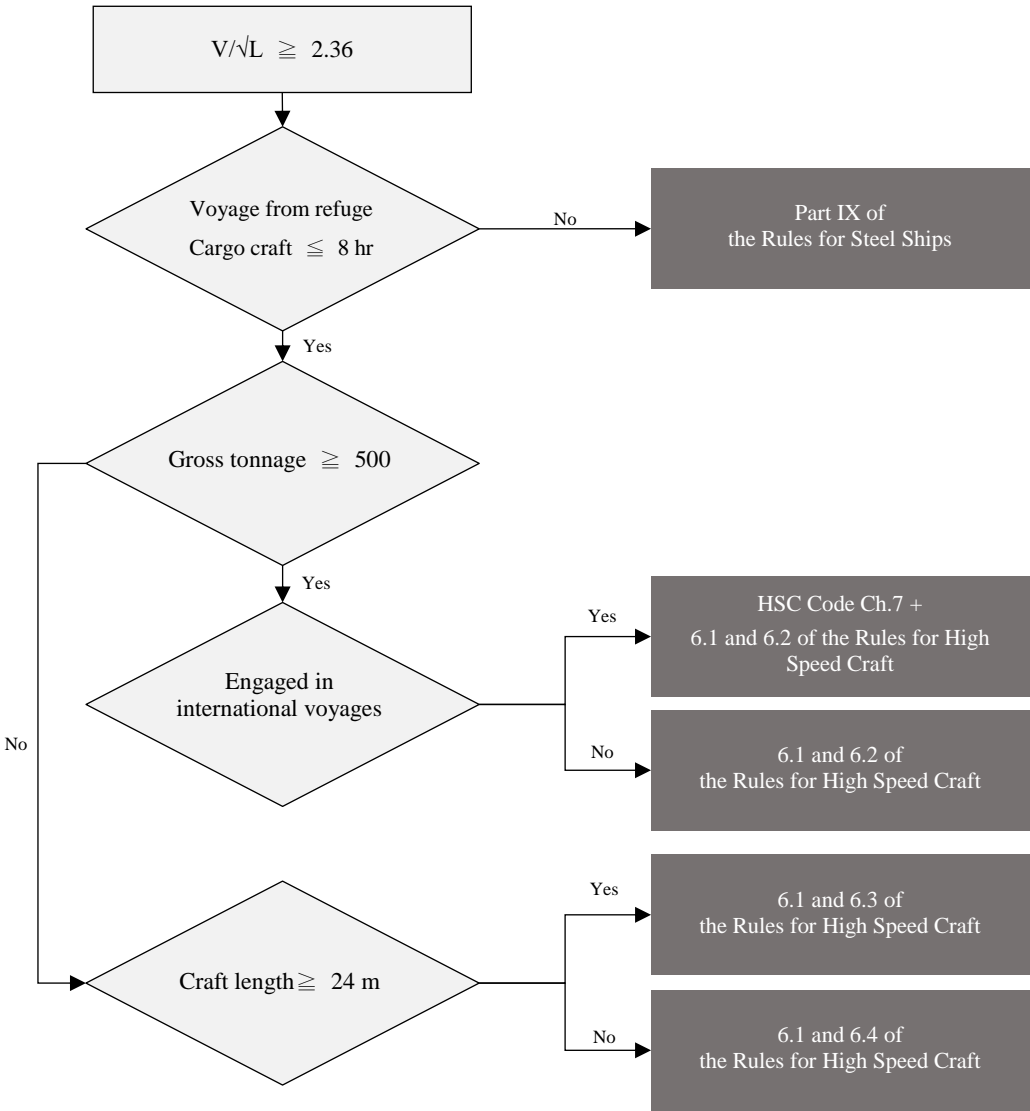 V/√L ≧ 2.36
Voyage from refuge
Cargo craft ≦ 8 hr
No
Part IX of
the Rules for Steel Ships
Yes
Gross tonnage ≧ 500
Yes
Engaged in
international voyages
Yes
HSC Code Ch.7 +
6.1 and 6.2 of the Rules for High
Speed Craft
No
6.1 and 6.2 of
the Rules for High Speed Craft
No
Craft length≧ 24 m
Yes
6.1 and 6.3 of
the Rules for High Speed Craft
No
6.1 and 6.4 of
the Rules for High Speed Craft